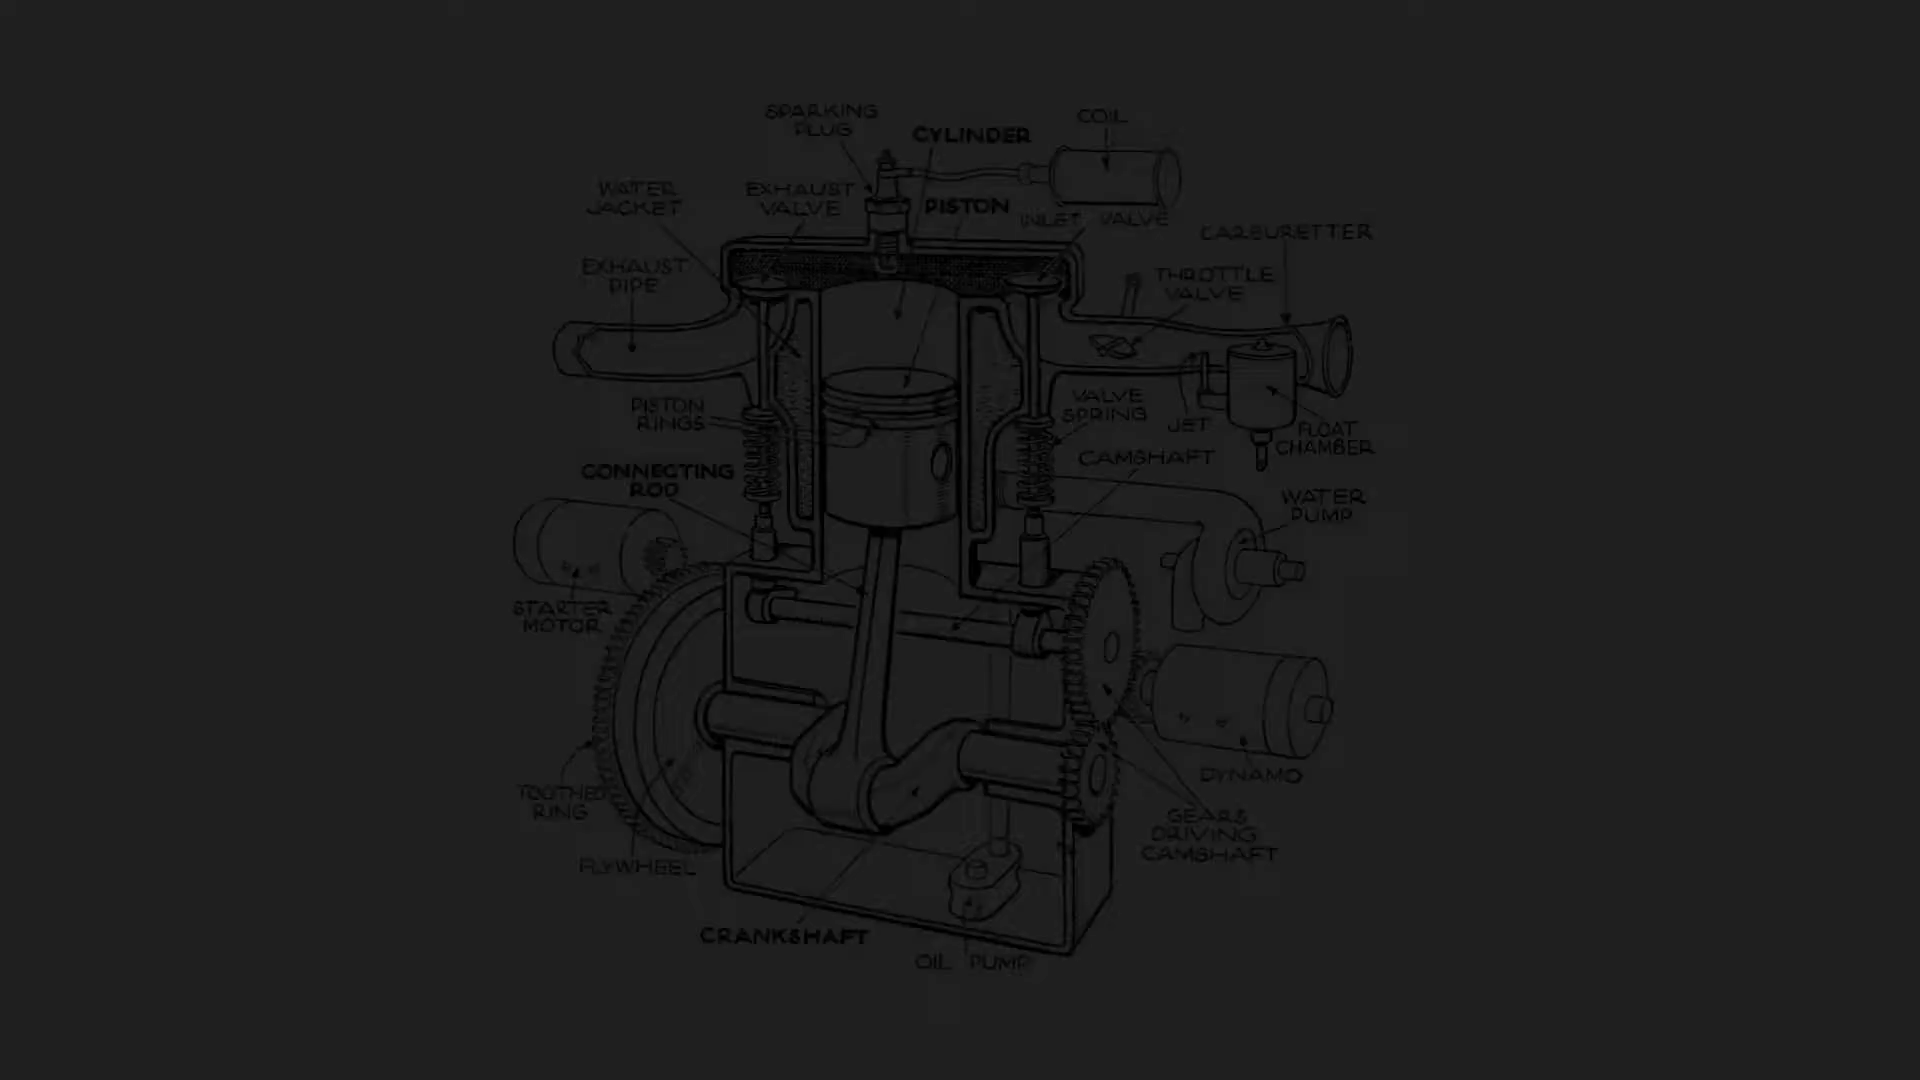 SPARKING
PLUG
CYLINDER
COIL
WATER
JACKET
EXHAUST
VALVE
PISTON
INLET VALVE
CARBURETTER
EXHAUST
PIPE
THROTTLE
VALVE
PISTON
RINGS
VALVE
SPRING
JET
FLOAT
CHAMBER
CONNECTING
ROD
CAMSHAFT
WATER
PUMP
STARTER
MOTOR
TOOTHED
RING
DYNAMO
GEARS
DRIVING
CAMSHAFT
FLYWHEEL
CRANKSHAFT
OIL PUMP